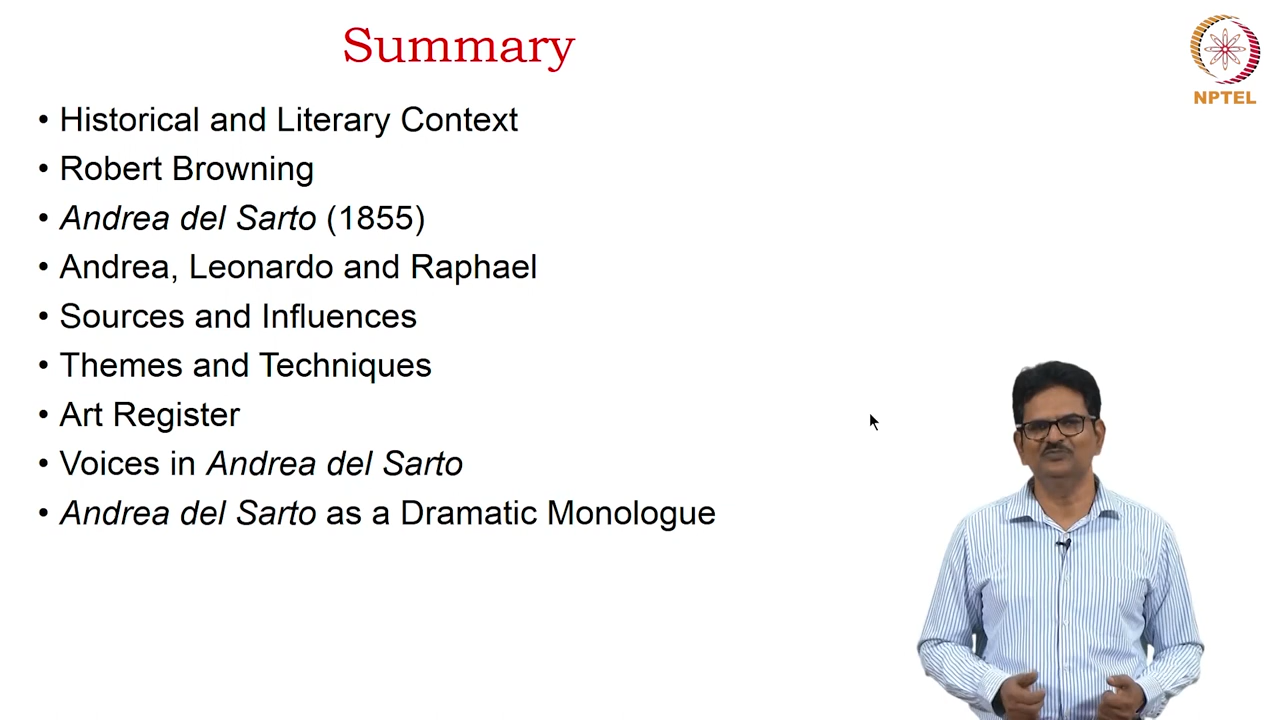 Summary
NPTEL
• Historical and Literary Context
• Robert Browning
• Andrea del Sarto (1855)
• Andrea, Leonardo and Raphael
• Sources and Influences
• Themes and Techniques
• Art Register
• Voices in Andrea del Sarto
• Andrea del Sarto as a Dramatic Monologue